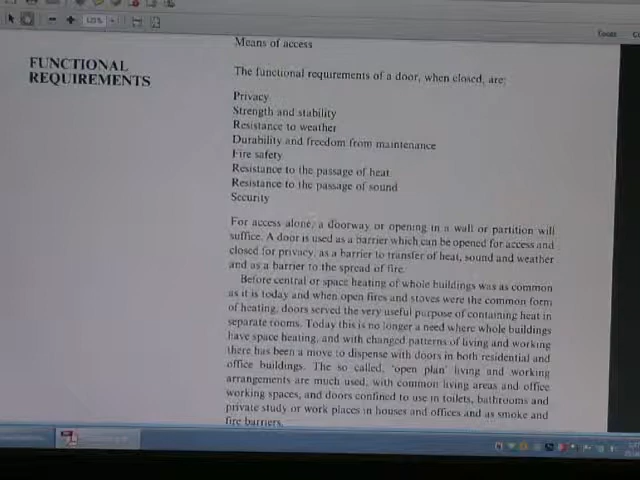 125%
Tools
Means of access
FUNCTIONAL
REQUIREMENTS
The functional requirements of a door, when closed, are:
Privacy
Strength and stability
Resistance to weather
Durability and freedom from maintenance
Fire safety
Resistance to the passage of heat
Resistance to the passage of sound
Security
For access alone, a doorway or opening in a wall or partition will
suffice. A door is used as a barrier which can be opened for access and
closed for privacy, as a barrier to transfer of heat, sound and weather
and as a barrier to the spread of fire.
Before central or space heating of whole buildings was as common
as it is today and when open fires and stoves were the common form
of heating, doors served the very useful purpose of containing heat in
separate rooms. Today this is no longer a need where whole buildings
have space heating, and with changed patterns of living and working
there has been a move to dispense with doors in both residential and
office buildings. The so called, 'open plan' living and working
arrangements are much used, with common living areas and office
working spaces, and doors confined to use in toilets, bathrooms and
private study or work places in houses and offices and as smoke and
fire barriers.